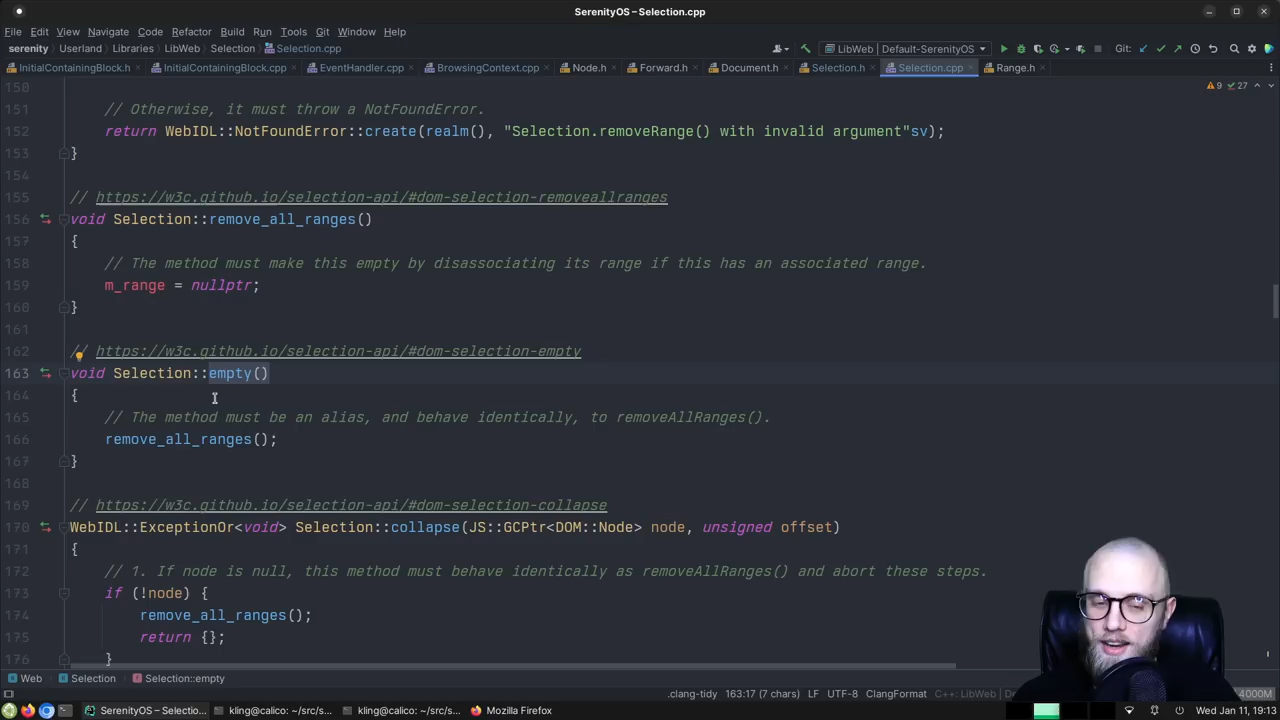 SerenityOS – Selection.cpp
File Edit View Navigate Code Refactor Build Run Tools Git Window Help
serenity Userland Libraries LibWeb Selection Selection.cpp LibWeb | Default-SerenityOS Git:
InitialContainingBlock.h InitialContainingBlock.cpp EventHandler.cpp BrowsingContext.cpp Node.h Forward.h Document.h Selection.h Selection.cpp Range.h
150 9 27
151 // Otherwise, it must throw a NotFoundError.
152 return WebIDL::NotFoundError::create(realm(), "Selection.removeRange() with invalid argument"sv);
153 }
154
155 // https://w3c.github.io/selection-api/#dom-selection-removeallranges
156 void Selection::remove_all_ranges()
157 {
158 // The method must make this empty by disassociating its range if this has an associated range.
159 m_range = nullptr;
160 }
161
162 // https://w3c.github.io/selection-api/#dom-selection-empty
163 void Selection::empty()
164 {
165 // The method must be an alias, and behave identically, to removeAllRanges().
166 remove_all_ranges();
167 }
168
169 // https://w3c.github.io/selection-api/#dom-selection-collapse
170 WebIDL::ExceptionOr<void> Selection::collapse(JS::GCPtr<DOM::Node> node, unsigned offset)
171 {
172 // 1. If node is null, this method must behave identically as removeAllRanges() and abort these steps.
173 if (!node) {
174 remove_all_ranges();
175 return {};
176 }
Web Selection Selection::empty
.clang-tidy 163:17 (7 chars) LF UTF-8 ClangFormat C++: LibWeb 4000M
SerenityOS – Selectio... kling@calico: ~/src/s... kling@calico: ~/src/s... Mozilla Firefox Wed Jan 11, 19:13